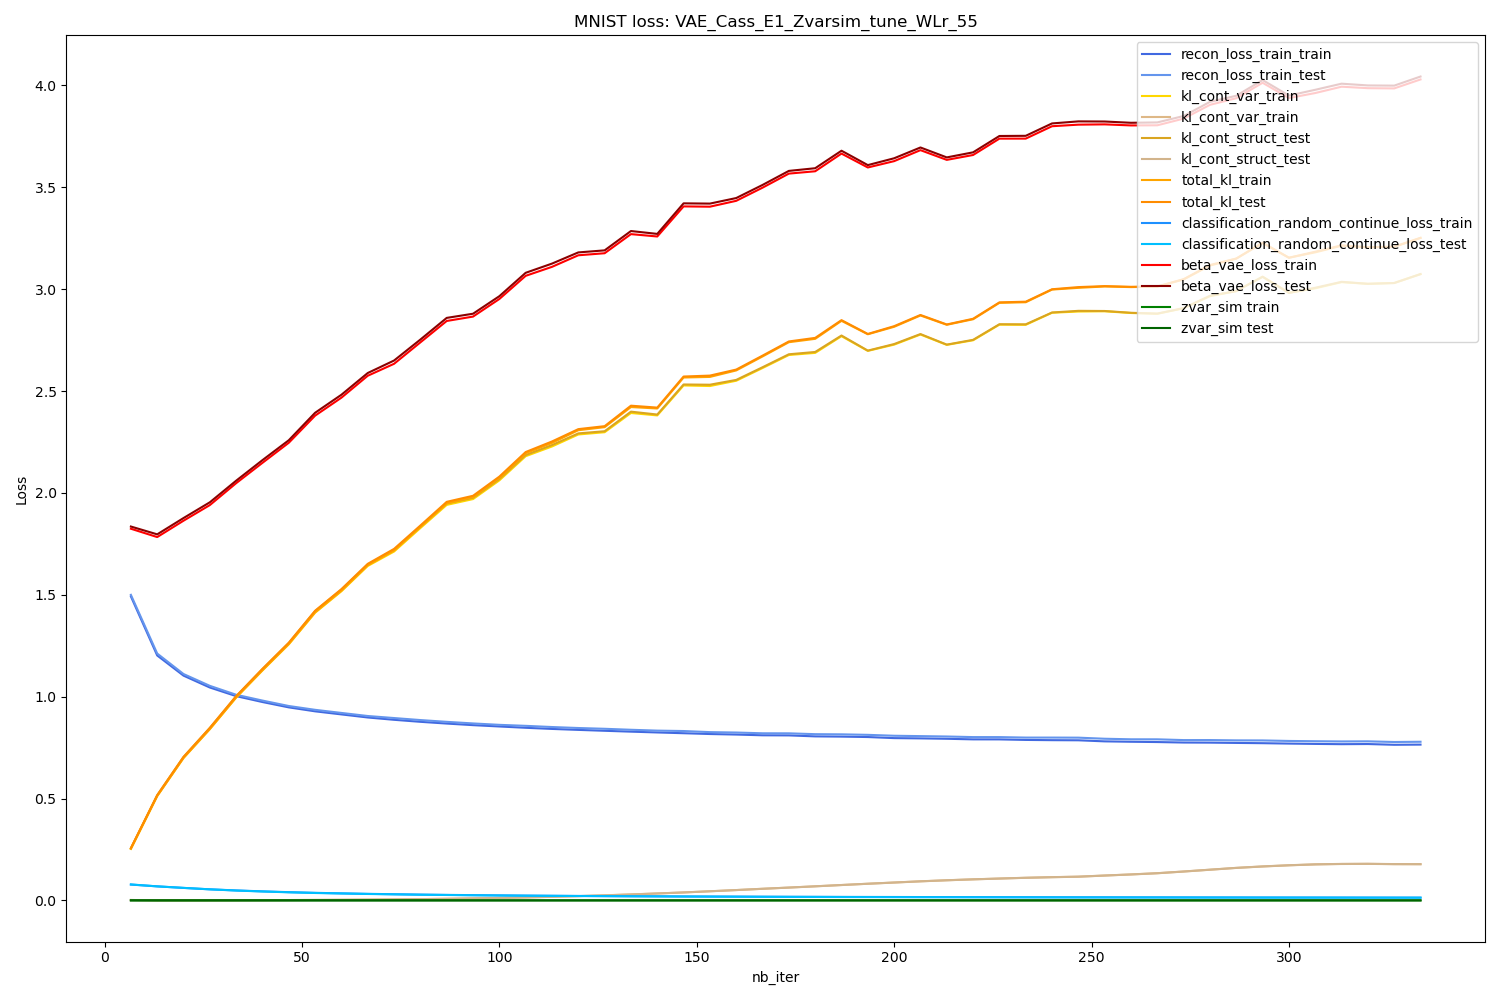 MNIST loss: VAE_Cass_E1_Zvarsim_tune_WLr_55
recon_loss_train_train
recon_loss_train_test
kl_cont_var_train
kl_cont_var_train
kl_cont_struct_test
kl_cont_struct_test
total_kl_train
total_kl_test
classification_random_continue_loss_train
classification_random_continue_loss_test
beta_vae_loss_train
beta_vae_loss_test
zvar_sim train
zvar_sim test
4.0
3.5
3.0
2.5
2.0
1.5
1.0
0.5
0.0
Loss
0 50 100 150 200 250 300
nb_iter